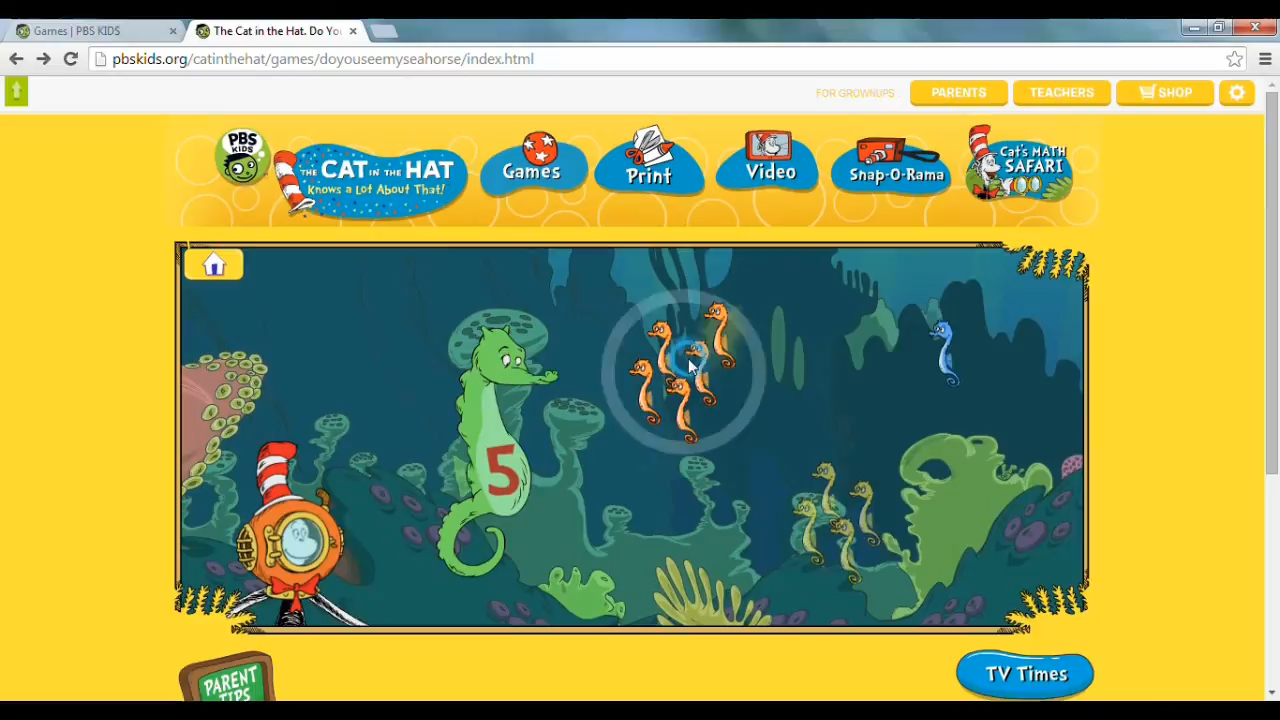 Games | PBS KIDS
The Cat in the Hat. Do You
pbskids.org/catinthehat/games/doyouseemyseahorse/index.html
FOR GROWNUPS
PARENTS
TEACHERS
SHOP
PBS
KIDS
THE CAT IN THE HAT
Knows a Lot About That!
Games
Print
Video
Snap-O-Rama
Cat's MATH
SAFARI
5
PARENT
TIPS
TV Times